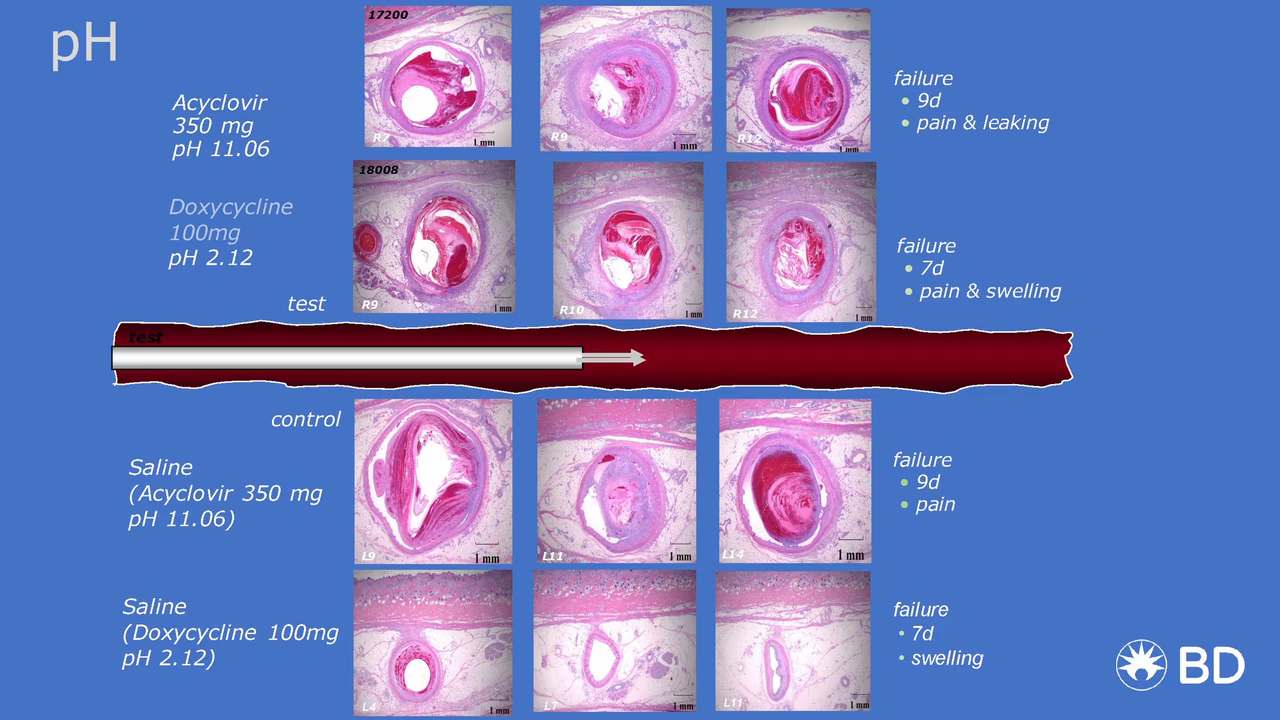 pH
Acyclovir
350 mg
pH 11.06
17200
R7
1 mm
R9
1 mm
R12
1 mm
failure
• 9d
• pain & leaking
Doxycycline
100mg
pH 2.12
18008
R9
1 mm
R10
1 mm
R12
1 mm
failure
• 7d
• pain & swelling
test
test
control
Saline
(Acyclovir 350 mg
pH 11.06)
L9
1 mm
L11
1 mm
L14
1 mm
failure
• 9d
• pain
Saline
(Doxycycline 100mg
pH 2.12)
L4
1 mm
L7
1 mm
L11
1 mm
failure
• 7d
• swelling
BD